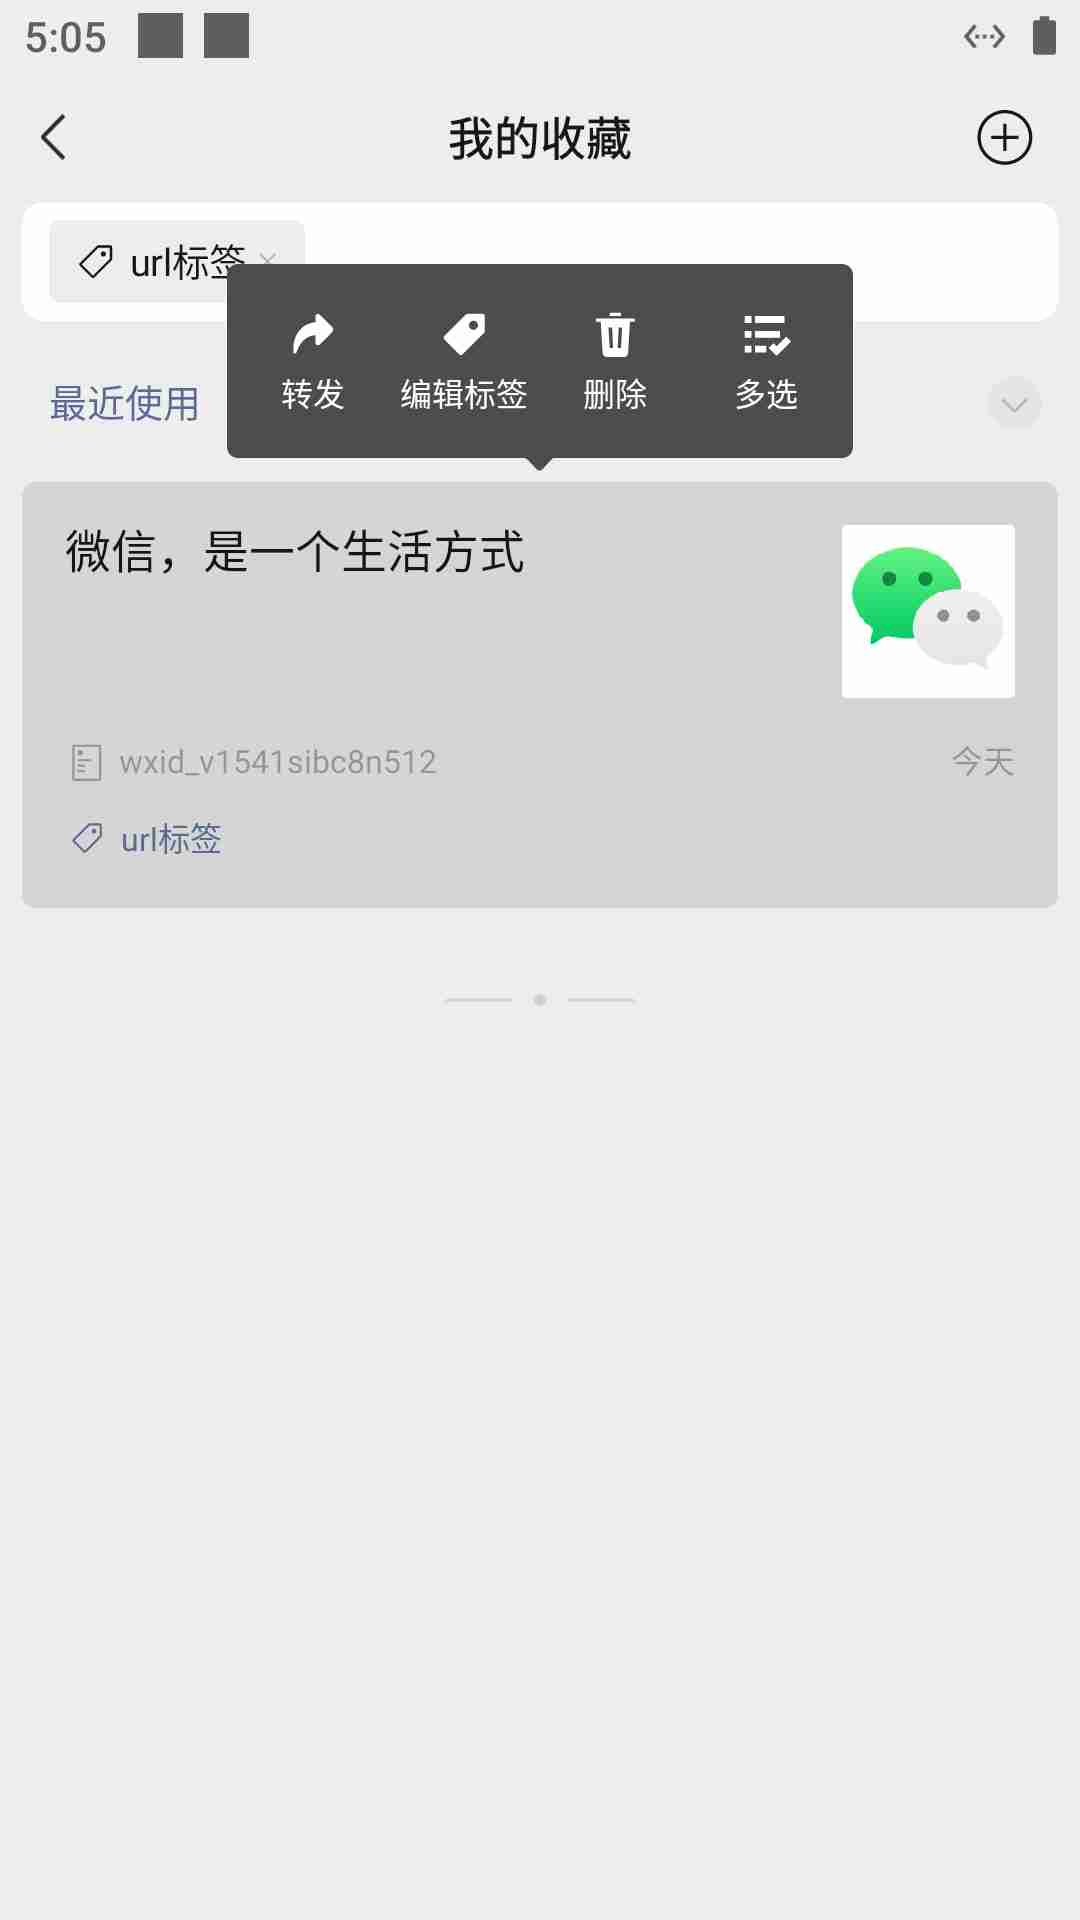 5:05
我的收藏
url标签
转发 编辑标签 删除 多选
最近使用
微信，是一个生活方式
wxid_v1541sibc8n512 今天
url标签